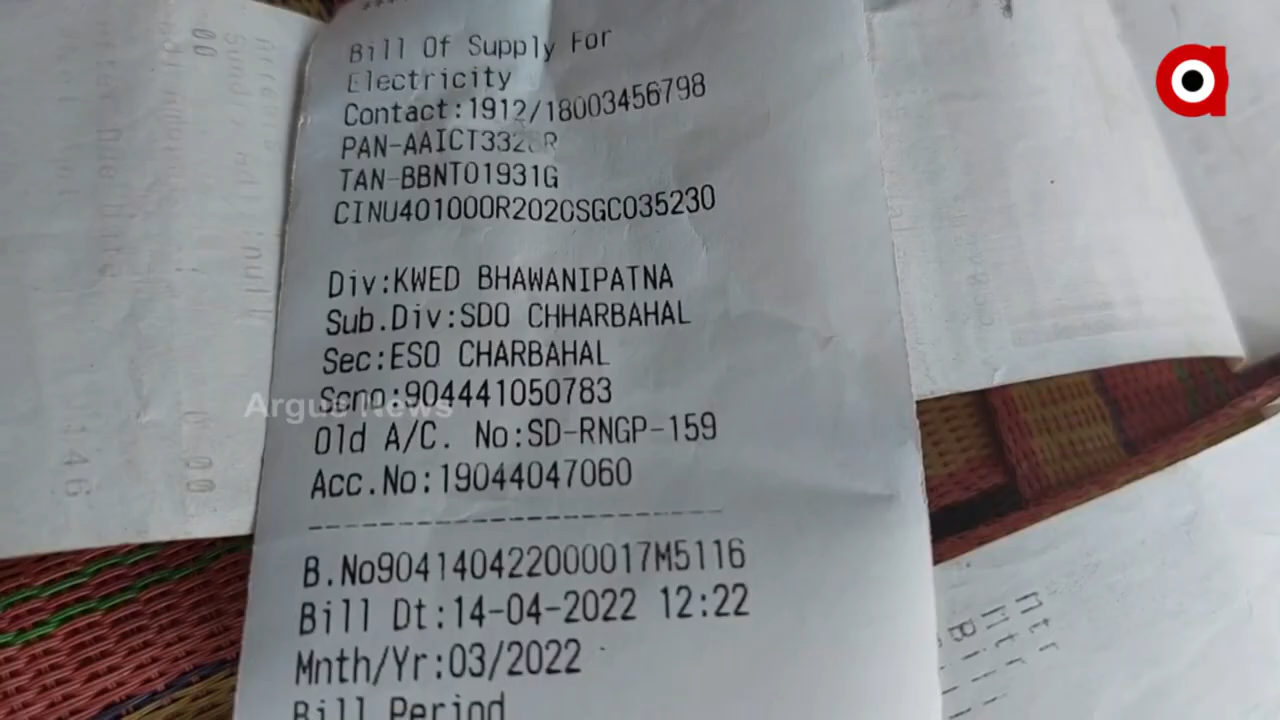 Bill Of Supply For
Electricity
Contact:1912/18003456798
TAN-BBNT01931G
CINU401000R2020SGC035230
Div:KWED BHAWANIPATNA
Sub.Div:SDO CHHARBAHAL
Sec:ESO CHARBAHAL
Scno:904441050783
Argus News
Old A/C. No:SD-RNGP-159
Acc.No:19044047060
B.No904140422000017M5116
Bill Dt:14-04-2022 12:22
Mnth/Yr:03/2022
Bill Period